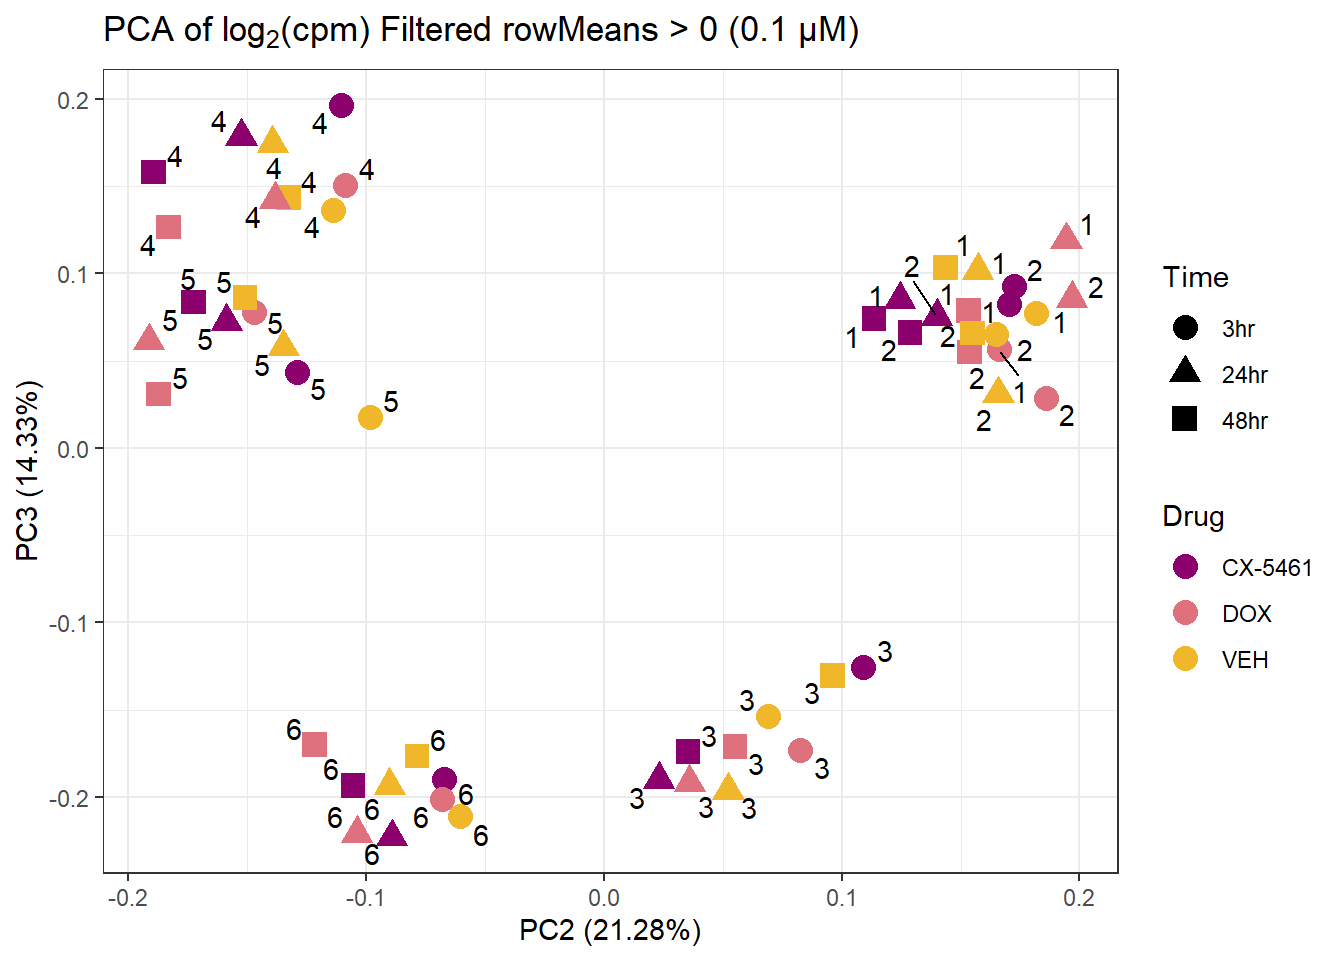 PCA of log2(cpm) Filtered rowMeans > 0 (0.1 μM)
0.2
0.1
0.0
-0.1
-0.2
PC3 (14.33%)
4 4 4 4 4 4 4 4 4
5 5 5 5 5 5 5 5 5
1 1 1 1 1 1 1 1 1
2 2 2 2 2 2 2 2 2
3 3 3 3 3 3 3 3 3
6 6 6 6 6 6 6 6 6
-0.2 -0.1 0.0 0.1 0.2
PC2 (21.28%)
Time
3hr
24hr
48hr
Drug
CX-5461
DOX
VEH